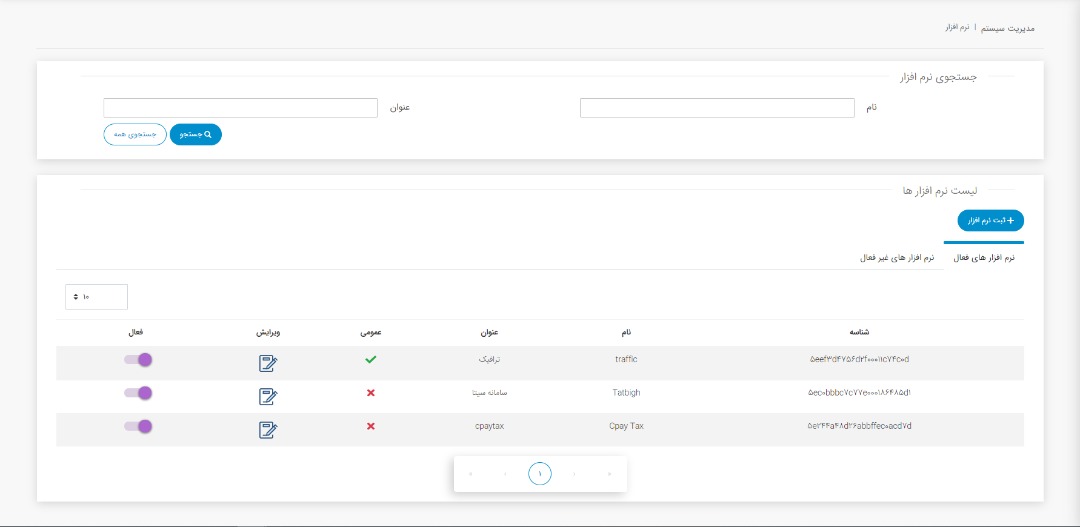 مدیریت سیستم | نرم افزار
جستجوی نرم افزار
نام
عنوان
جستجو
جستجوی همه
لیست نرم افزار ها
+ ثبت نرم افزار
نرم افزار های فعال
نرم افزار های غیر فعال
۱۰
شناسه نام عنوان عمومی ویرایش فعال
۵eef۳d۴۷۵۶d۲f۰۰۰۱۱c۷۴c۰d traffic ترافیک
۵ec۰bbbc۷c۷۷e۰۰۰۱۸۶۴۸۵d۱ Tatbigh سامانه سیتا
۵e۲۴۴a۴۸d۲۶abbffec۰acd۷d Cpay Tax cpaytax
« ‹ ۱ › »